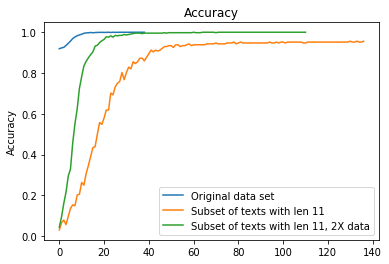 Accuracy
1.0
0.8
0.6
0.4
0.2
0.0
Accuracy
Original data set
Subset of texts with len 11
Subset of texts with len 11, 2X data
0 20 40 60 80 100 120 140